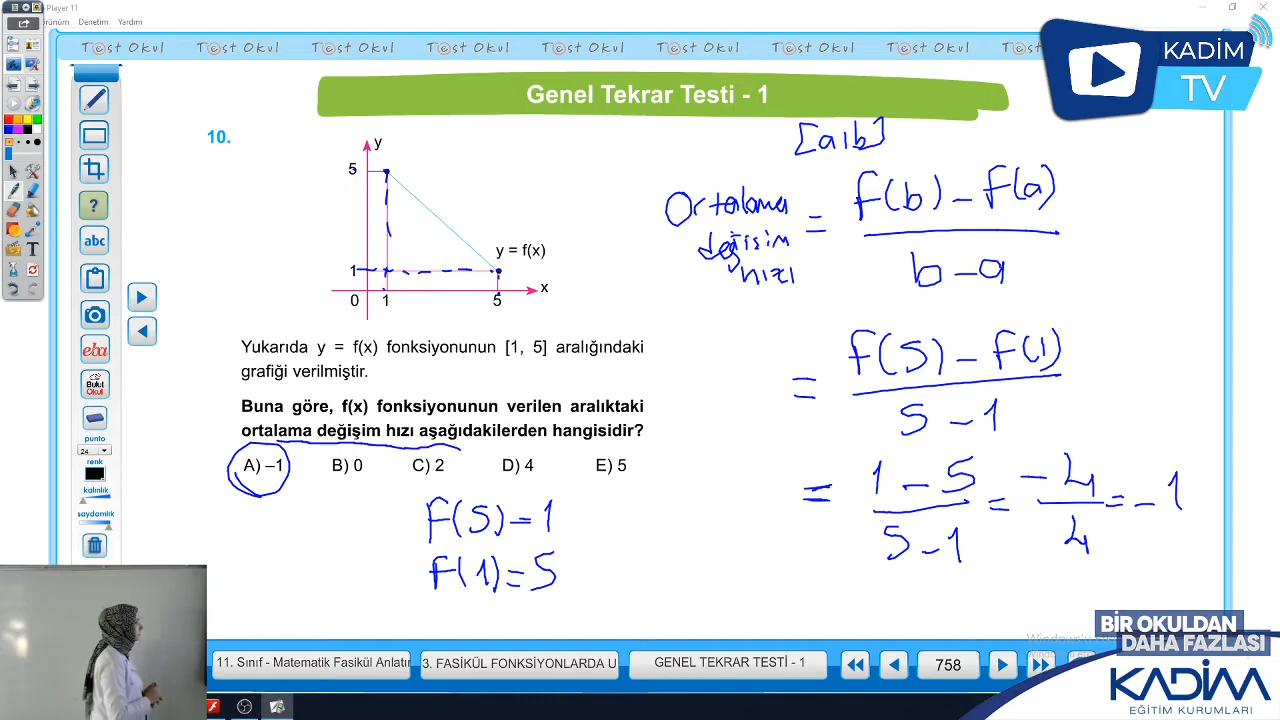 Player 11
Görünüm Denetim Yardım
Test Okul Test Okul Test Okul Test Okul Test Okul Test Okul Test Okul Test Okul
KADİM
TV
Genel Tekrar Testi - 1
10.
y
5
1
0 1 5
x
y = f(x)
Yukarıda y = f(x) fonksiyonunun [1, 5] aralığındaki
grafiği verilmiştir.
Buna göre, f(x) fonksiyonunun verilen aralıktaki
ortalama değişim hızı aşağıdakilerden hangisidir?
A) –1 B) 0 C) 2 D) 4 E) 5
f(5) = 1
f(1) = 5
[a,b]
Ortalama
değişim
hızı
= f(b) - f(a)
b - a
= f(5) - f(1)
5 - 1
= 1 - 5 = -4 = -1
5 - 1 4
?
abc
eba
punto
24
renk
kalınlık
saydamlık
BİR OKULDAN
DAHA FAZLASI
KADİM
EĞİTİM KURUMLARI
11. Sınıf - Matematik Fasikül Anlatır
3. FASİKÜL FONKSİYONLARDA U
GENEL TEKRAR TESTİ - 1
758